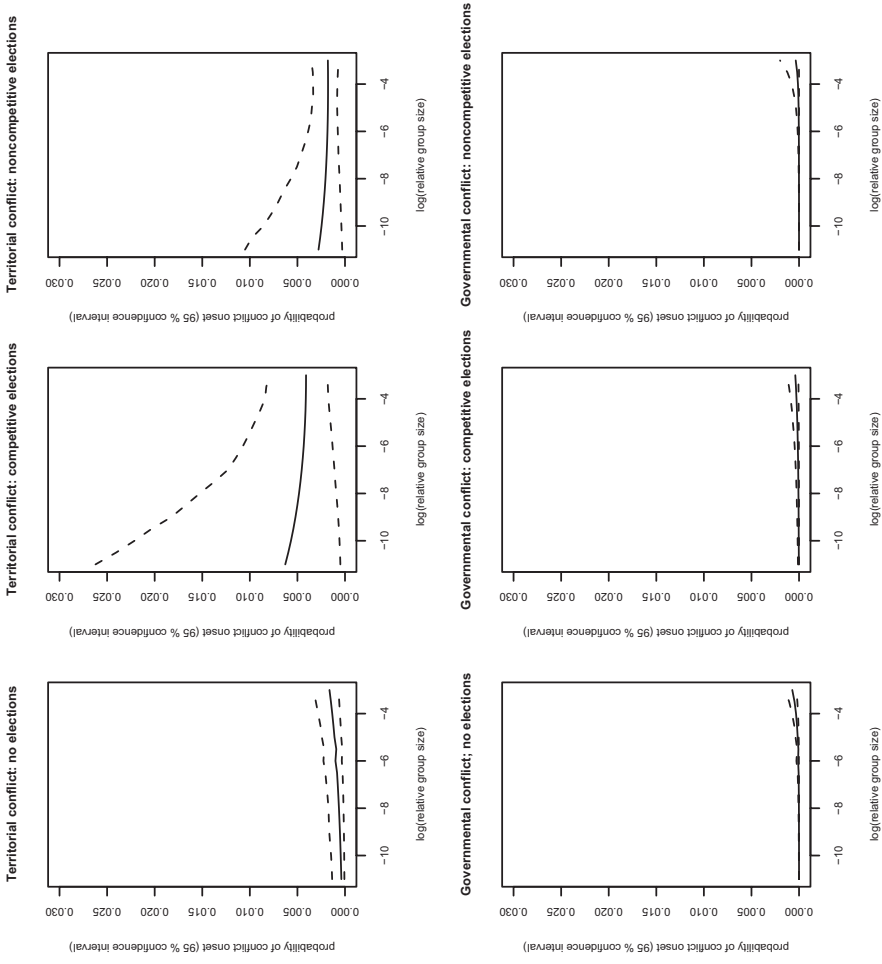 Territorial conflict: no elections
probability of conflict onset (95 % confidence interval)
0.030
0.025
0.020
0.015
0.010
0.005
0.000
−10 −8 −6 −4
log(relative group size)
Territorial conflict: competitive elections
probability of conflict onset (95 % confidence interval)
0.030
0.025
0.020
0.015
0.010
0.005
0.000
−10 −8 −6 −4
log(relative group size)
Territorial conflict: noncompetitive elections
probability of conflict onset (95 % confidence interval)
0.030
0.025
0.020
0.015
0.010
0.005
0.000
−10 −8 −6 −4
log(relative group size)
Governmental conflict; no elections
probability of conflict onset (95 % confidence interval)
0.030
0.025
0.020
0.015
0.010
0.005
0.000
−10 −8 −6 −4
log(relative group size)
Governmental conflict: competitive elections
probability of conflict onset (95 % confidence interval)
0.030
0.025
0.020
0.015
0.010
0.005
0.000
−10 −8 −6 −4
log(relative group size)
Governmental conflict: noncompetitive elections
probability of conflict onset (95 % confidence interval)
0.030
0.025
0.020
0.015
0.010
0.005
0.000
−10 −8 −6 −4
log(relative group size)